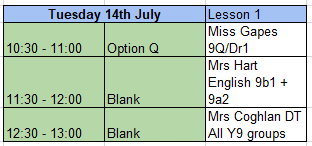 Tuesday 14th July Lesson 1
Miss Gapes
10:30 - 11:00 Option Q 9Q/Dr1
Mrs Hart
English 9b1 +
11:30 - 12:00 Blank 9a2
Mrs Coghlan DT
12:30 - 13:00 Blank All Y9 groups